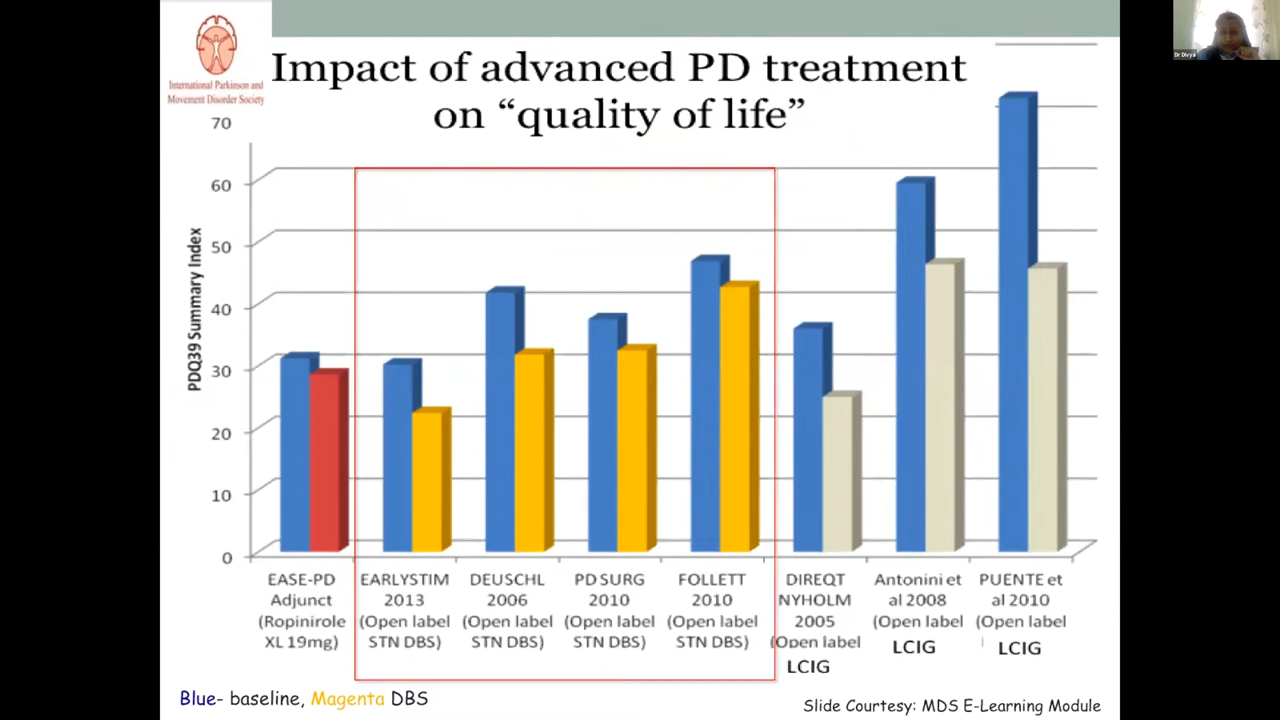 International Parkinson and
Movement Disorder Society
Impact of advanced PD treatment
on “quality of life”
Dr Divya
PDQ39 Summary Index
70
60
50
40
30
20
10
0
EASE-PD
Adjunct
(Ropinirole
XL 19mg)
EARLYSTIM
2013
(Open label
STN DBS)
DEUSCHL
2006
(Open label
STN DBS)
PD SURG
2010
(Open label
STN DBS)
FOLLETT
2010
(Open label
STN DBS)
DIREQT
NYHOLM
2005
(Open label
LCIG
Antonini et
al 2008
(Open label
LCIG
PUENTE et
al 2010
(Open label
LCIG
Blue- baseline, Magenta DBS
Slide Courtesy: MDS E-Learning Module